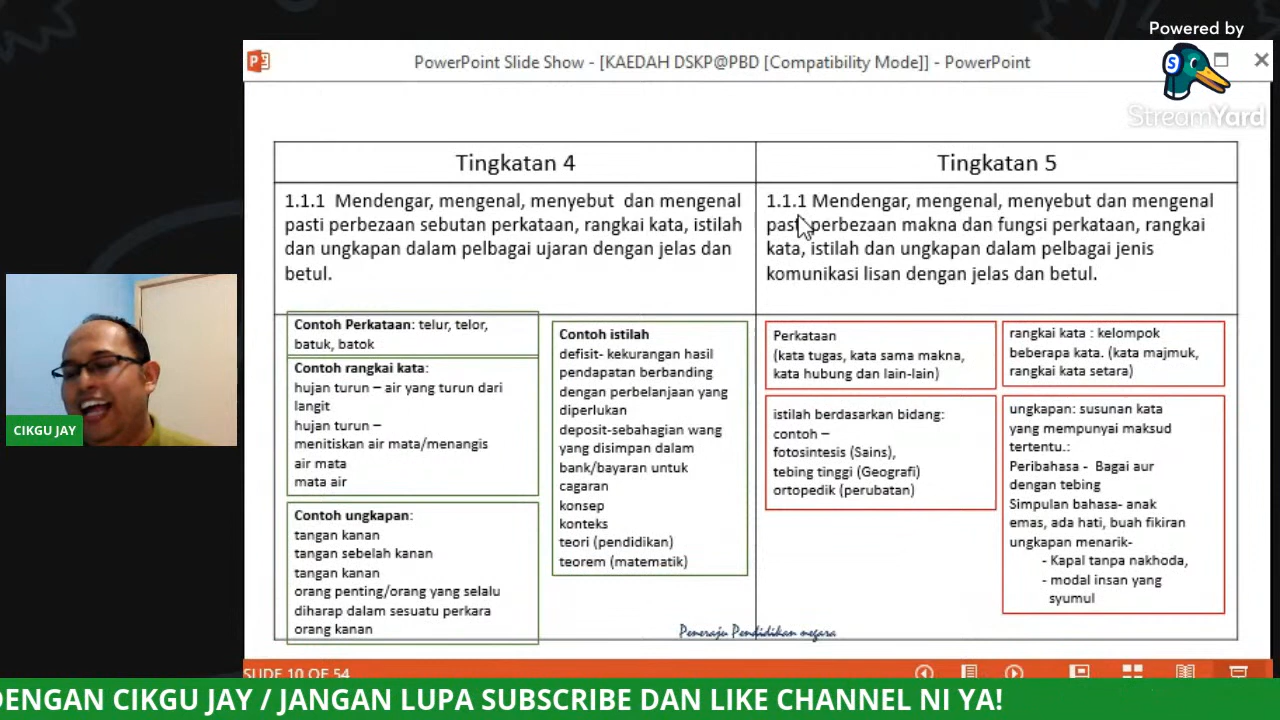 Powered by
StreamYard
PowerPoint Slide Show - [KAEDAH DSKP@PBD [Compatibility Mode]] - PowerPoint
Tingkatan 4
1.1.1 Mendengar, mengenal, menyebut dan mengenal
pasti perbezaan sebutan perkataan, rangkai kata, istilah
dan ungkapan dalam pelbagai ujaran dengan jelas dan
betul.
Tingkatan 5
1.1.1 Mendengar, mengenal, menyebut dan mengenal
pasti perbezaan makna dan fungsi perkataan, rangkai
kata, istilah dan ungkapan dalam pelbagai jenis
komunikasi lisan dengan jelas dan betul.
Contoh Perkataan: telur, telor,
batuk, batok
Contoh rangkai kata:
hujan turun – air yang turun dari
langit
hujan turun –
menitiskan air mata/menangis
air mata
mata air
Contoh ungkapan:
tangan kanan
tangan sebelah kanan
tangan kanan
orang penting/orang yang selalu
diharap dalam sesuatu perkara
orang kanan
Contoh istilah
defisit- kekurangan hasil
pendapatan berbanding
dengan perbelanjaan yang
diperlukan
deposit-sebahagian wang
yang disimpan dalam
bank/bayaran untuk
cagaran
konsep
konteks
teori (pendidikan)
teorem (matematik)
Perkataan
(kata tugas, kata sama makna,
kata hubung dan lain-lain)
istilah berdasarkan bidang:
contoh –
fotosintesis (Sains),
tebing tinggi (Geografi)
ortopedik (perubatan)
rangkai kata : kelompok
beberapa kata. (kata majmuk,
rangkai kata setara)
ungkapan: susunan kata
yang mempunyai maksud
tertentu.:
Peribahasa - Bagai aur
dengan tebing
Simpulan bahasa- anak
emas, ada hati, buah fikiran
ungkapan menarik-
- Kapal tanpa nakhoda,
- modal insan yang
syumul
Peneraju Pendidikan negara
CIKGU JAY
SLIDE 10 OF 54
DENGAN CIKGU JAY / JANGAN LUPA SUBSCRIBE DAN LIKE CHANNEL NI YA!